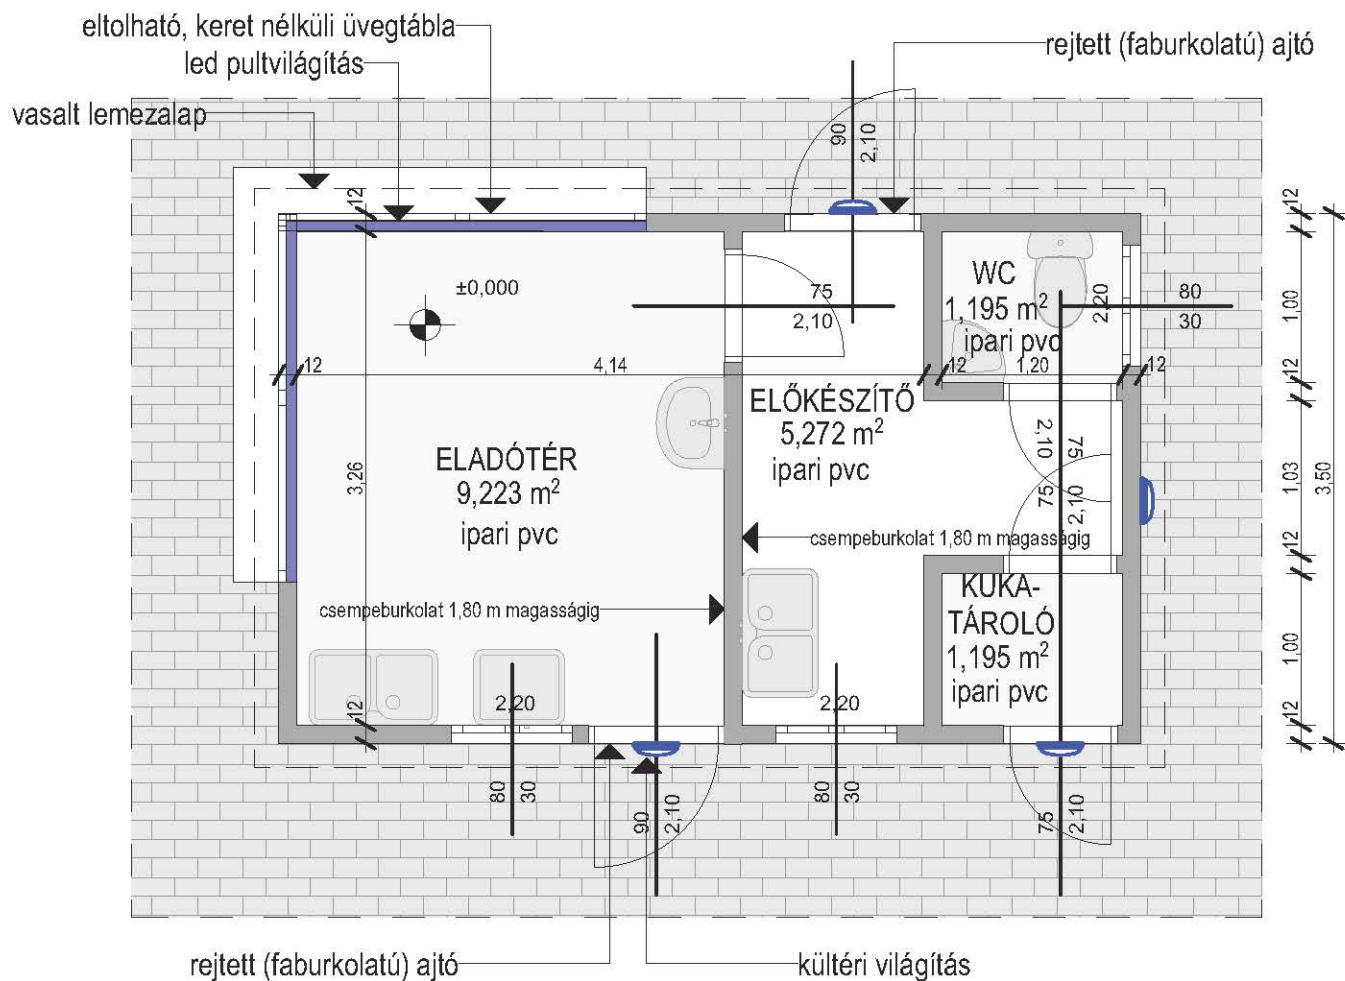 eltolható, keret nélküli üvegtábla
led pultvilágítás
vasalt lemezalap
rejtett (faburkolatú) ajtó
90
2,10
12
±0,000
75
2,10
WC
1,195 m²
ipari pvc
2,20
80
30
12
1,00
12
4,14
12
1,20
12
12
ELŐKÉSZÍTŐ
5,272 m²
ipari pvc
2,10
75
75
2,10
1,03
3,50
ELADÓTÉR
9,223 m²
ipari pvc
3,26
csempeburkolat 1,80 m magasságig
csempeburkolat 1,80 m magasságig
12
KUKA-
TÁROLÓ
1,195 m²
ipari pvc
1,00
12
12
2,20
2,20
80
30
90
2,10
80
30
75
2,10
rejtett (faburkolatú) ajtó
kültéri világítás